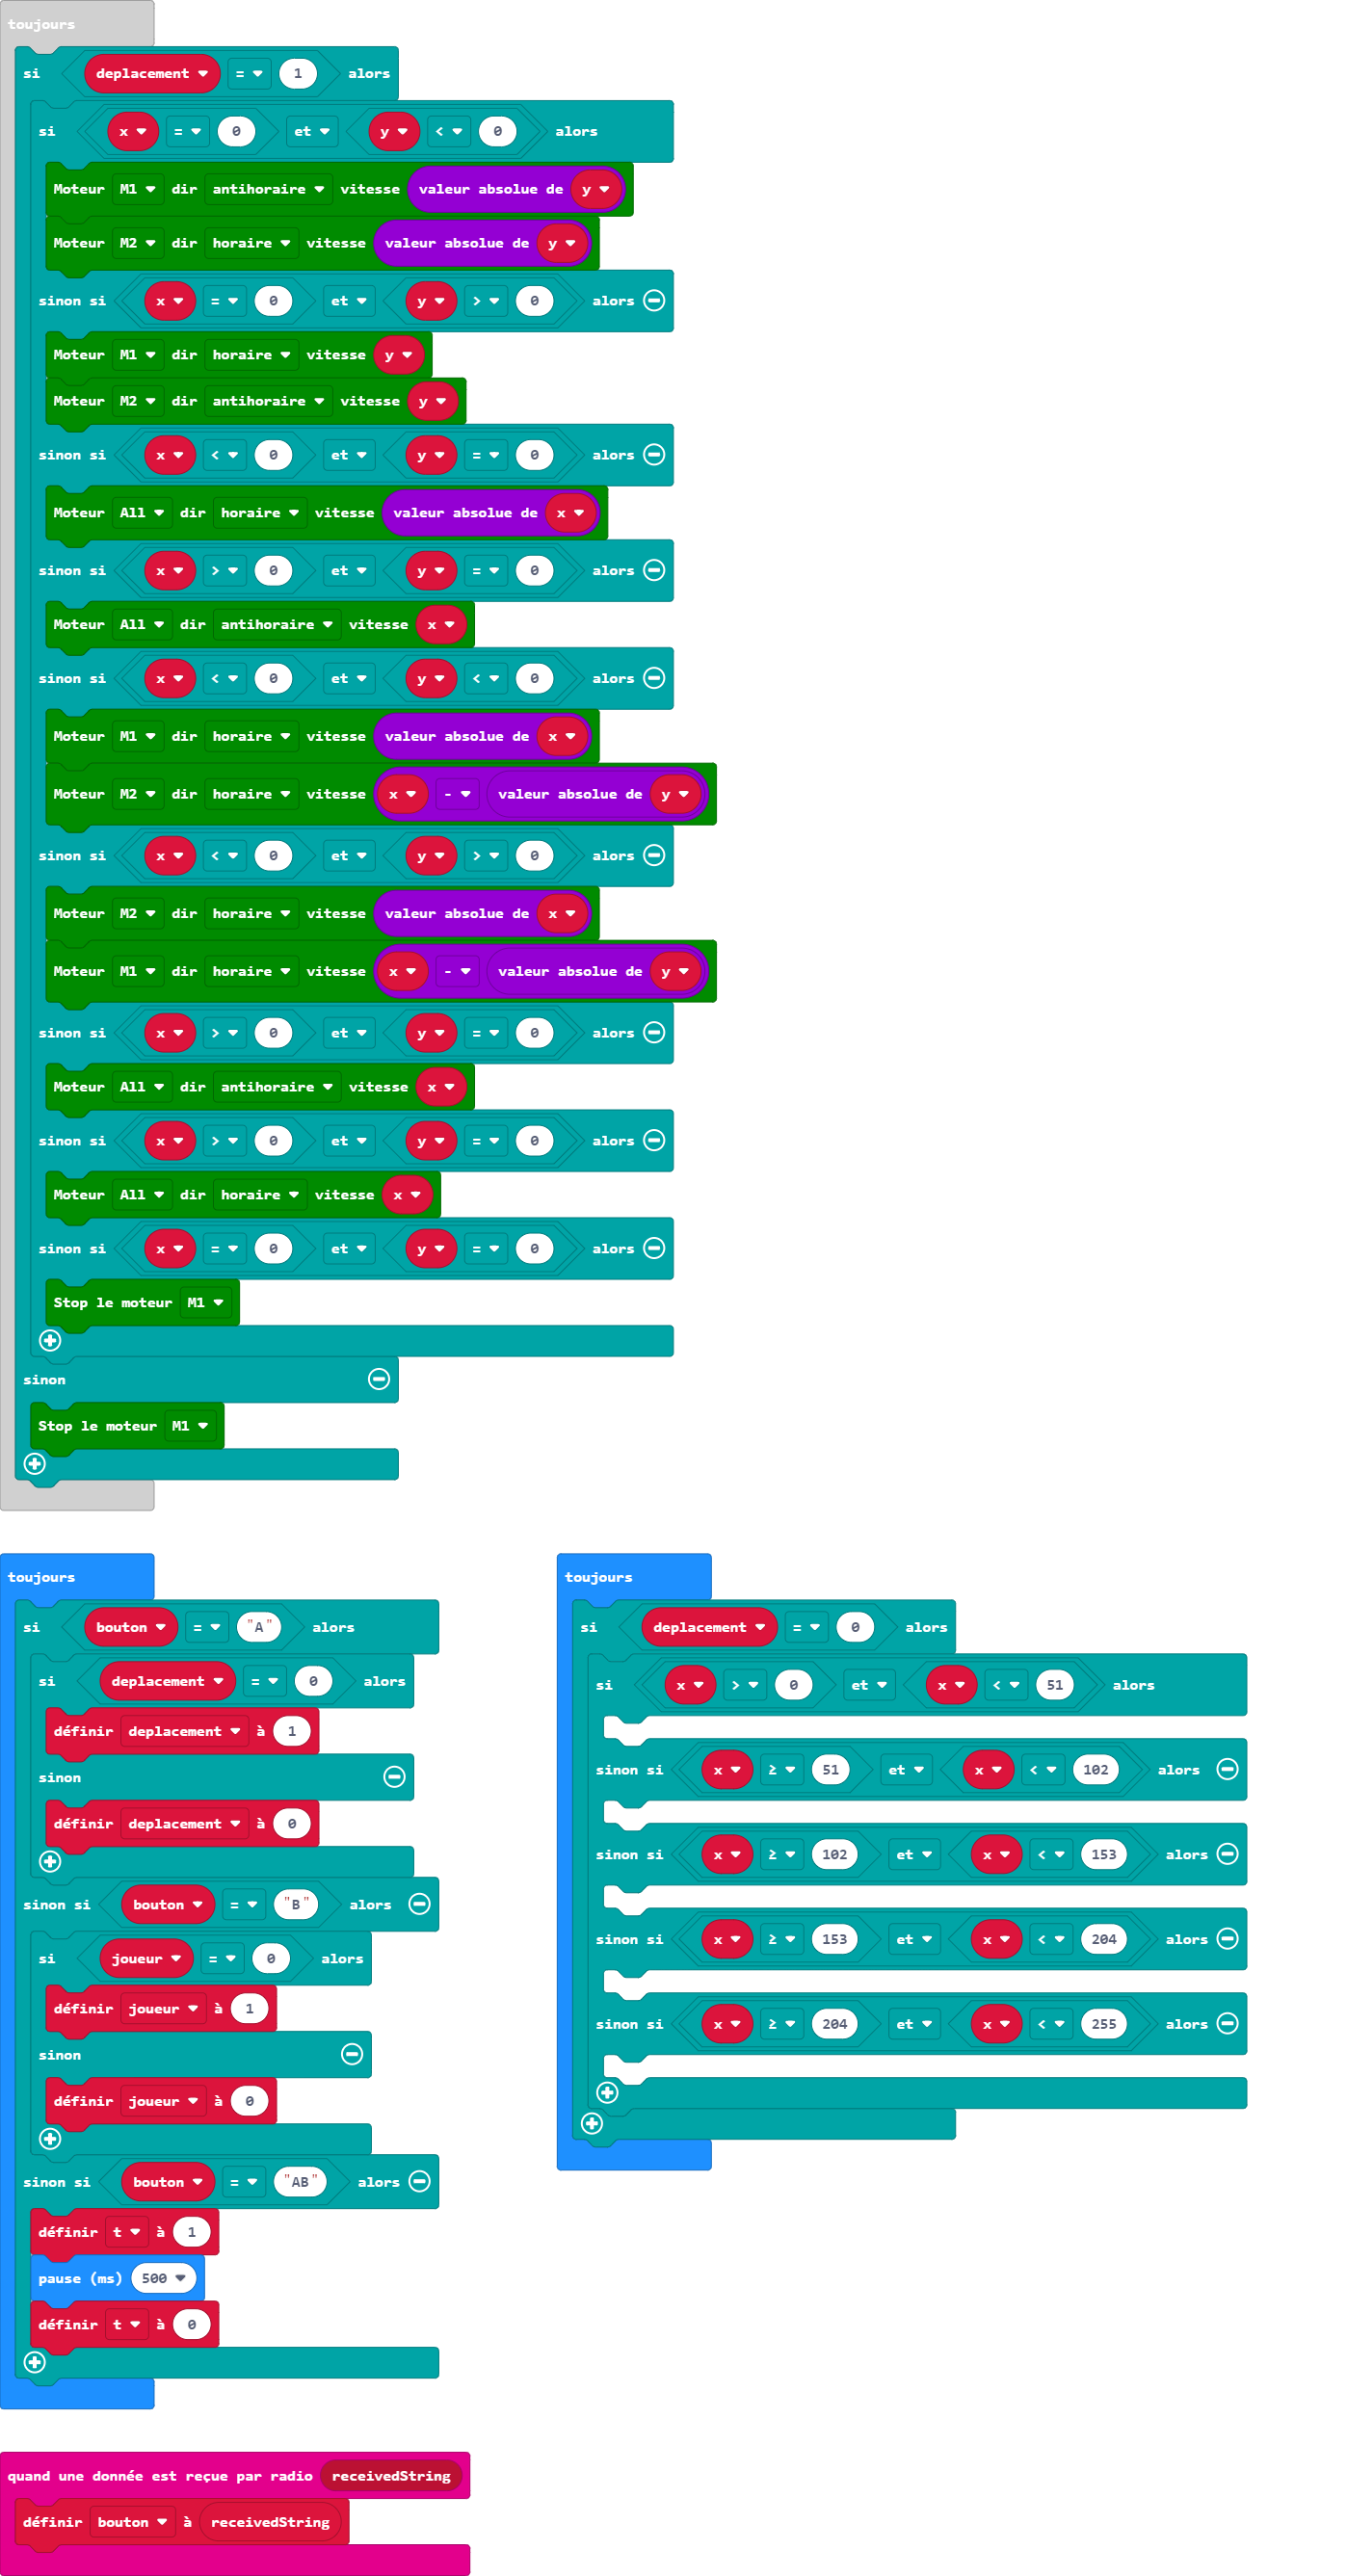 toujours
si deplacement = 1 alors
si x = 0 et y < 0 alors
Moteur M1 dir antihoraire vitesse valeur absolue de y
Moteur M2 dir horaire vitesse valeur absolue de y
sinon si x = 0 et y > 0 alors
Moteur M1 dir horaire vitesse y
Moteur M2 dir antihoraire vitesse y
sinon si x < 0 et y = 0 alors
Moteur All dir horaire vitesse valeur absolue de x
sinon si x > 0 et y = 0 alors
Moteur All dir antihoraire vitesse x
sinon si x < 0 et y < 0 alors
Moteur M1 dir horaire vitesse valeur absolue de x
Moteur M2 dir horaire vitesse x - valeur absolue de y
sinon si x < 0 et y > 0 alors
Moteur M2 dir horaire vitesse valeur absolue de x
Moteur M1 dir horaire vitesse x - valeur absolue de y
sinon si x > 0 et y = 0 alors
Moteur All dir antihoraire vitesse x
sinon si x > 0 et y = 0 alors
Moteur All dir horaire vitesse x
sinon si x = 0 et y = 0 alors
Stop le moteur M1
sinon
Stop le moteur M1
toujours
si bouton = "A" alors
si deplacement = 0 alors
définir deplacement à 1
sinon
définir deplacement à 0
sinon si bouton = "B" alors
si joueur = 0 alors
définir joueur à 1
sinon
définir joueur à 0
sinon si bouton = "AB" alors
définir t à 1
pause (ms) 500
définir t à 0
toujours
si deplacement = 0 alors
si x > 0 et x < 51 alors
sinon si x ≥ 51 et x < 102 alors
sinon si x ≥ 102 et x < 153 alors
sinon si x ≥ 153 et x < 204 alors
sinon si x ≥ 204 et x < 255 alors
quand une donnée est reçue par radio receivedString
définir bouton à receivedString